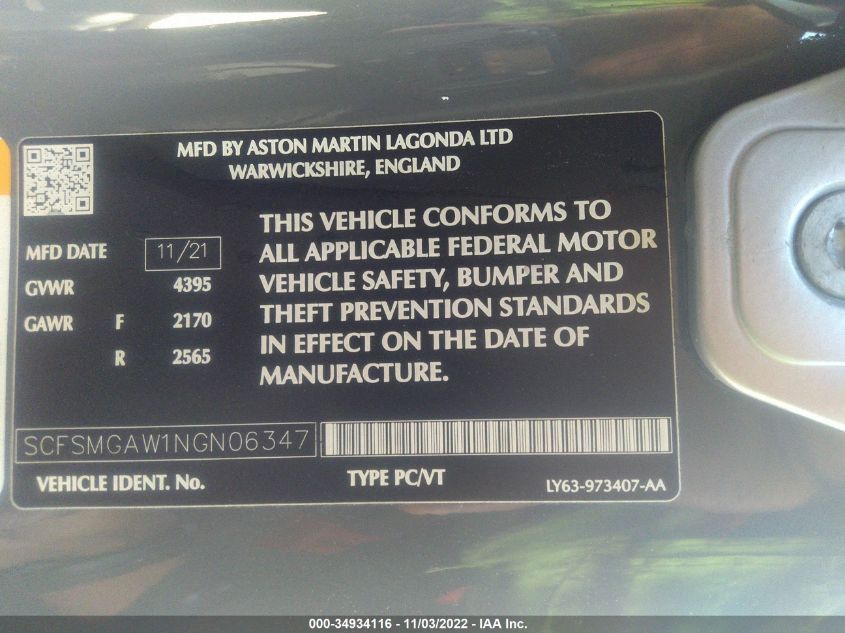 MFD BY ASTON MARTIN LAGONDA LTD
WARWICKSHIRE, ENGLAND
MFD DATE 11/21
GVWR 4395
GAWR F 2170
R 2565
THIS VEHICLE CONFORMS TO
ALL APPLICABLE FEDERAL MOTOR
VEHICLE SAFETY, BUMPER AND
THEFT PREVENTION STANDARDS
IN EFFECT ON THE DATE OF
MANUFACTURE.
SCFSMGAW1NGN06347
VEHICLE IDENT. No.
TYPE PC/VT
LY63-973407-AA
000-34934116 - 11/03/2022 - IAA Inc.